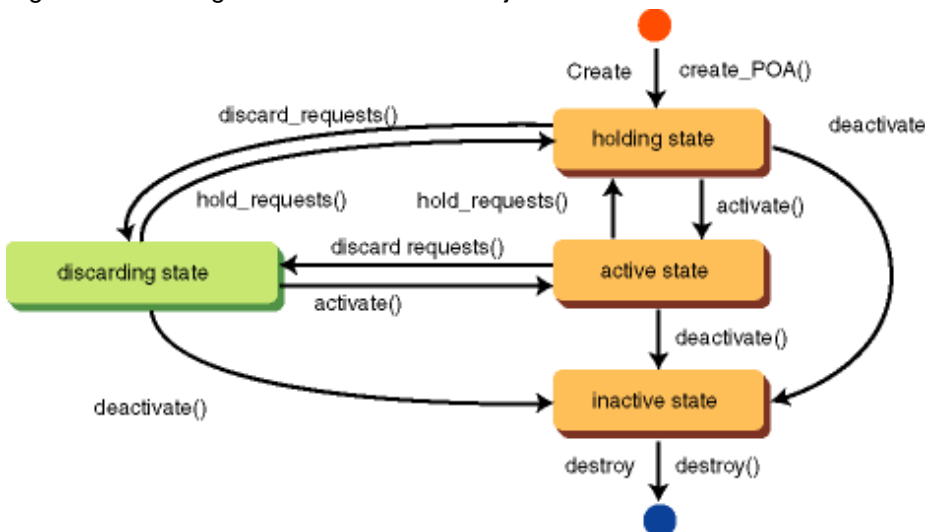 Create
create_POA()
discard_requests()
deactivate
holding state
hold_requests()
hold_requests()
activate()
discard requests()
discarding state
active state
activate()
deactivate()
inactive state
deactivate()
destroy
destroy()